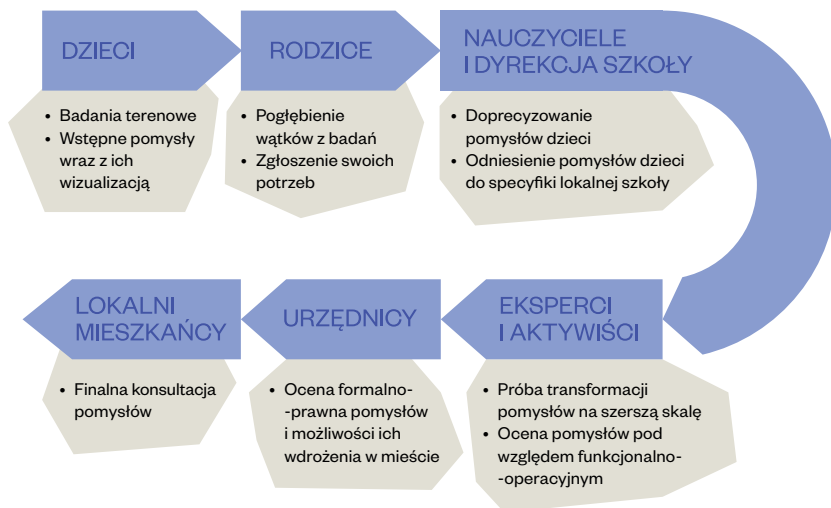 DZIECI
• Badania terenowe
• Wstępne pomysły
wraz z ich
wizualizacją
RODZICE
• Pogłębienie
wątków z badań
• Zgłoszenie swoich
potrzeb
NAUCZYCIELE
I DYREKCJA SZKOŁY
• Doprecyzowanie
pomysłów dzieci
• Odniesienie pomysłów dzieci
do specyfiki lokalnej szkoły
EKSPERCI
I AKTYWIŚCI
• Próba transformacji
pomysłów na szerszą skalę
• Ocena pomysłów pod
względem funkcjonalno-
-operacyjnym
URZĘDNICY
• Ocena formalno-
-prawna pomysłów
i możliwości ich
wdrożenia w mieście
LOKALNI
MIESZKAŃCY
• Finalna konsultacja
pomysłów